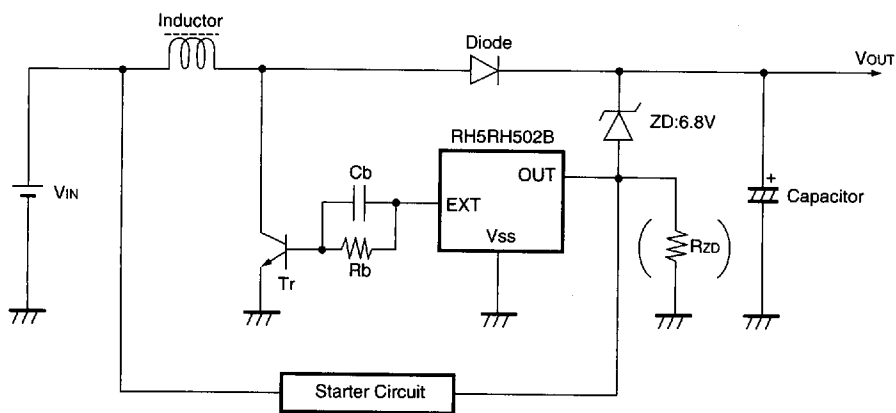 Inductor
Diode
VOUT
ZD:6.8V
RH5RH502B
Cb
OUT
EXT
VIN
+
Capacitor
Vss
RZD
Rb
Tr
Starter Circuit